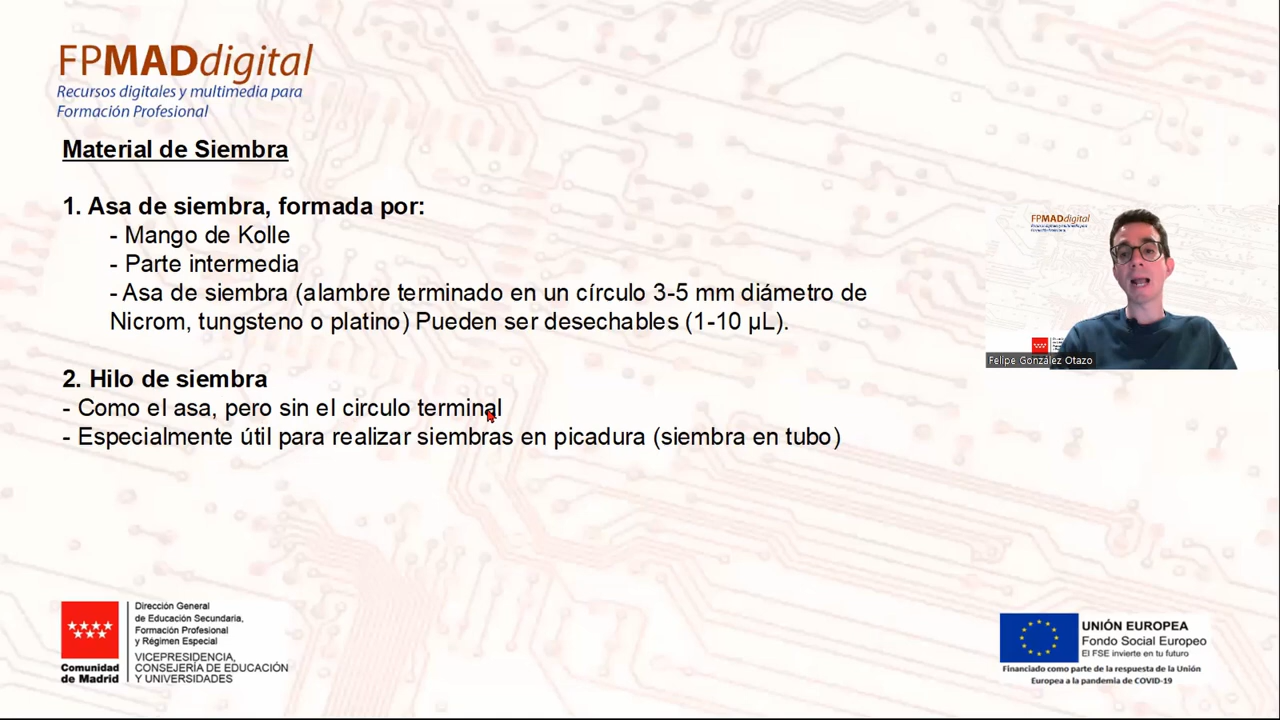 FPMADdigital
Recursos digitales y multimedia para
Formación Profesional
Material de Siembra
1. Asa de siembra, formada por:
- Mango de Kolle
- Parte intermedia
- Asa de siembra (alambre terminado en un círculo 3-5 mm diámetro de
Nicrom, tungsteno o platino) Pueden ser desechables (1-10 µL).
2. Hilo de siembra
- Como el asa, pero sin el circulo terminal
- Especialmente útil para realizar siembras en picadura (siembra en tubo)
FPMADdigital
Felipe González Otazo
Comunidad
de Madrid
Dirección General
de Educación Secundaria,
Formación Profesional
y Régimen Especial
VICEPRESIDENCIA,
CONSEJERÍA DE EDUCACIÓN
Y UNIVERSIDADES
UNIÓN EUROPEA
Fondo Social Europeo
El FSE invierte en tu futuro
Financiado como parte de la respuesta de la Unión
Europea a la pandemia de COVID-19